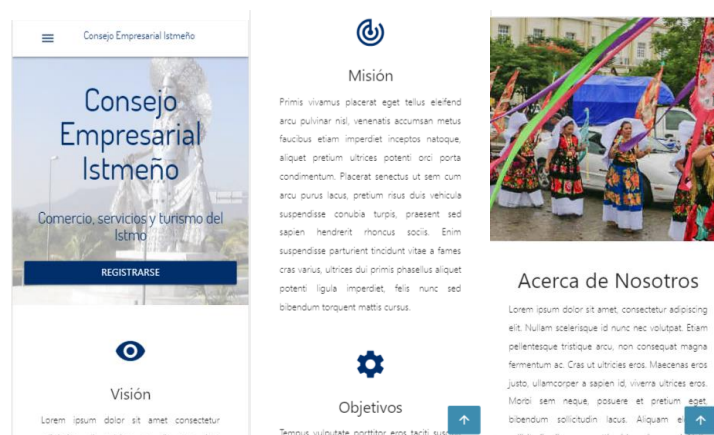 Consejo Empresarial Istmeño
Consejo
Empresarial
Istmeño
Comercio, servicios y turismo del
Istmo
REGISTRARSE
Visión
Lorem ipsum dolor sit amet consectetur
Misión
Primis vivamus placerat eget tellus eleifend
arcu pulvinar nisl, venenatis accumsan metus
faucibus etiam imperdiet inceptos natoque,
aliquet pretium ultrices potenti orci porta
condimentum. Placerat senectus ut sem cum
arcu purus lacus, pretium risus duis vehicula
suspendisse conubia turpis, praesent sed
sapien hendrerit rhoncus sociis. Enim
suspendisse parturient tincidunt vitae a fames
cras varius, ultrices dui primis phasellus aliquet
potenti ligula imperdiet, felis nunc sed
bibendum torquent mattis cursus.
Objetivos
Tempus vulputate porttitor eros taciti
Acerca de Nosotros
Lorem ipsum dolor sit amet, consectetur adipiscing
elit. Nullam scelerisque id nunc nec volutpat. Etiam
pellentesque tristique arcu, non consequat magna
fermentum ac. Cras ut ultricies eros. Maecenas eros
justo, ullamcorper a sapien id, viverra ultrices eros.
Morbi sem neque, posuere et pretium eget,
bibendum sollicitudin lacus. Aliquam